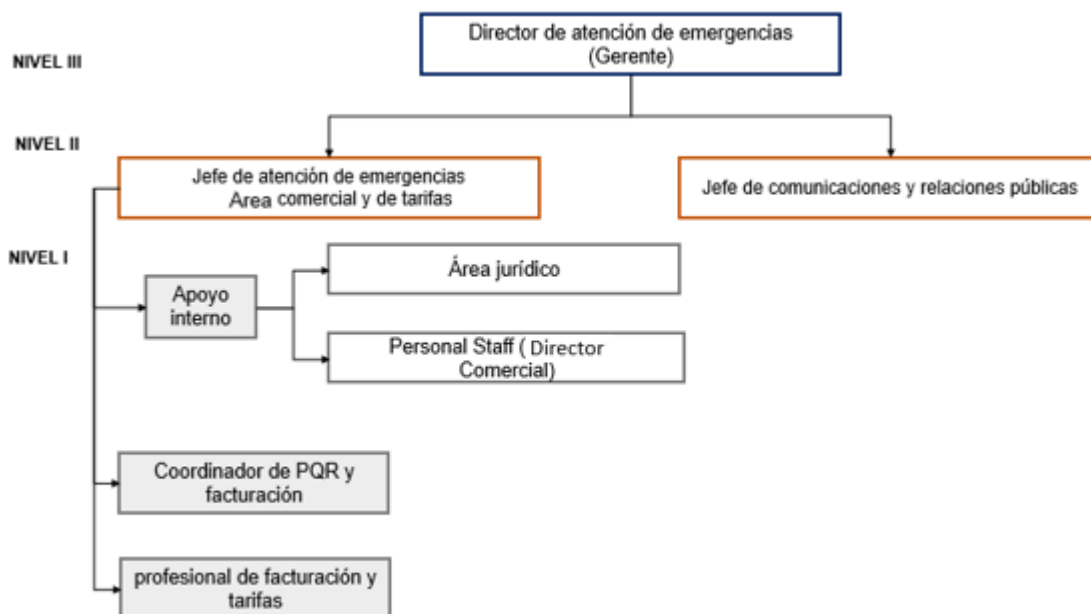 Director de atención de emergencias
(Gerente)
NIVEL III
NIVEL II
Jefe de atención de emergencias
Area comercial y de tarifas
Jefe de comunicaciones y relaciones públicas
NIVEL I
Área jurídico
Apoyo
interno
Personal Staff ( Director
Comercial)
Coordinador de PQR y
facturación
profesional de facturación y
tarifas